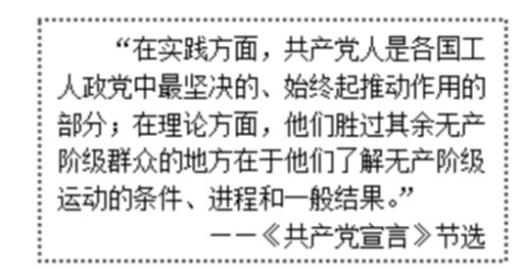 “在实践方面，共产党人是各国工
人政党中最坚决的、始终起推动作用的
部分；在理论方面，他们胜过其余无产
阶级群众的地方在于他们了解无产阶级
运动的条件、进程和一般结果。”
——《共产党宣言》节选